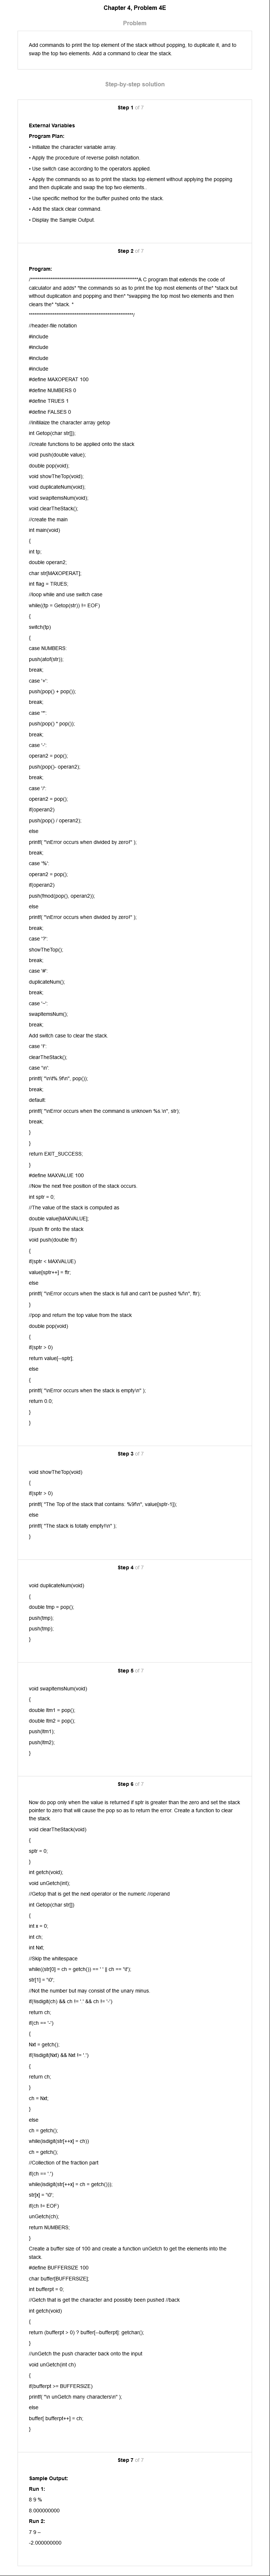 Chapter 4, Problem 4E
Problem
Add commands to print the top element of the stack without popping, to duplicate it, and to
swap the top two elements. Add a command to clear the stack.
Step-by-step solution
Step 1 of 7
External Variables
Program Plan:
• Initialize the character variable array.
• Apply the procedure of reverse polish notation.
• Use switch case according to the operators applied.
• Apply the commands so as to print the stacks top element without applying the popping
and then duplicate and swap the top two elements.
• Use specific method for the buffer pushed onto the stack.
• Add the stack clear command.
• Display the Sample Output.
Step 2 of 7
Program:
/*******************************************************A C program that extends the code of
calculator and adds* *the commands so as to print the top most elements of the* *stack but
without duplication and popping and then* *swapping the top most two elements and then
clears the* *stack. *
*****************************************************/
//header-file notation
#include
#include
#include
#include
#define MAXOPERAT 100
#define NUMBERS 0
#define TRUES 1
#define FALSES 0
//Initiaize the character array getop
int Getop(char str[]);
//create functions to be applied onto the stack
void push(double value);
double pop(void);
void showTheTop(void);
void duplicateNum(void);
void swapItemsNum(void);
void clearTheStack();
//create the main
int main(void)
{
int tp;
double operan2;
char str[MAXOPERAT];
int flag = TRUES;
//loop while and use switch case
while((tp = Getop(str)) != EOF)
{
switch(tp)
{
case NUMBERS:
push(atof(str));
break;
case '+':
push(pop() + pop());
break;
case '*':
push(pop() * pop());
break;
case '-':
operan2 = pop();
push(pop()- operan2);
break;
case '/':
operan2 = pop();
if(operan2)
push(pop() / operan2);
else
printf( "\nError occurs when divided by zero!" );
break;
case '%':
operan2 = pop();
if(operan2)
push(fmod(pop(), operan2));
else
printf( "\nError occurs when divided by zero!" );
break;
case '?':
showTheTop();
break;
case '#':
duplicateNum();
break;
case '~':
swapItemsNum();
break;
Add switch case to clear the stack.
case '!':
clearTheStack();
case '\n':
printf( "\n\t%.9f\n", pop());
break;
default:
printf( "\nError occurs when the command is unknown %s.\n", str);
break;
}
}
return EXIT_SUCCESS;
}
#define MAXVALUE 100
//Now the next free position of the stack occurs.
int sptr = 0;
//The value of the stack is computed as
double value[MAXVALUE];
//push ftr onto the stack
void push(double ftr)
{
if(sptr < MAXVALUE)
value[sptr++] = ftr;
else
printf( "\nError occurs when the stack is full and can't be pushed %f\n", ftr);
}
//pop and return the top value from the stack
double pop(void)
{
if(sptr > 0)
return value[--sptr];
else
{
printf( "\nError occurs when the stack is empty\n" );
return 0.0;
}
}
Step 3 of 7
void showTheTop(void)
{
if(sptr > 0)
printf( "The Top of the stack that contains: %9f\n", value[sptr-1]);
else
printf( "The stack is totally empty!\n" );
}
Step 4 of 7
void duplicateNum(void)
{
double tmp = pop();
push(tmp);
push(tmp);
}
Step 5 of 7
void swapItemsNum(void)
{
double Itm1 = pop();
double Itm2 = pop();
push(Itm1);
push(Itm2);
}
Step 6 of 7
Now do pop only when the value is returned if sptr is greater than the zero and set the stack
pointer to zero that will cause the pop so as to return the error. Create a function to clear
the stack.
void clearTheStack(void)
{
sptr = 0;
}
int getch(void);
void unGetch(int);
//Getop that is get the next operator or the numeric //operand
int Getop(char str[])
{
int x = 0;
int ch;
int Nxt;
//Skip the whitespace
while((str[0] = ch = getch()) == ' ' || ch == '\t');
str[1] = '\0';
//Not the number but may consist of the unary minus.
if(!isdigit(ch) && ch != '.' && ch != '-')
return ch;
if(ch == '-')
{
Nxt = getch();
if(!isdigit(Nxt) && Nxt != '.')
{
return ch;
}
ch = Nxt;
}
else
ch = getch();
while(isdigit(str[++x] = ch))
ch = getch();
//Collection of the fraction part
if(ch == '.')
while(isdigit(str[++x] = ch = getch()));
str[x] = '\0';
if(ch != EOF)
unGetch(ch);
return NUMBERS;
}
Create a buffer size of 100 and create a function unGetch to get the elements into the
stack.
#define BUFFERSIZE 100
char buffer[BUFFERSIZE];
int bufferpt = 0;
//Getch that is get the character and possibly been pushed //back
int getch(void)
{
return (bufferpt > 0) ? buffer[--bufferpt]: getchar();
}
//unGetch the push character back onto the input
void unGetch(int ch)
{
if(bufferpt >= BUFFERSIZE)
printf( "\n unGetch many characters\n" );
else
buffer[ bufferpt++] = ch;
}
Step 7 of 7
Sample Output:
Run 1:
8 9 %
8.000000000
Run 2:
7 9 –
-2.000000000